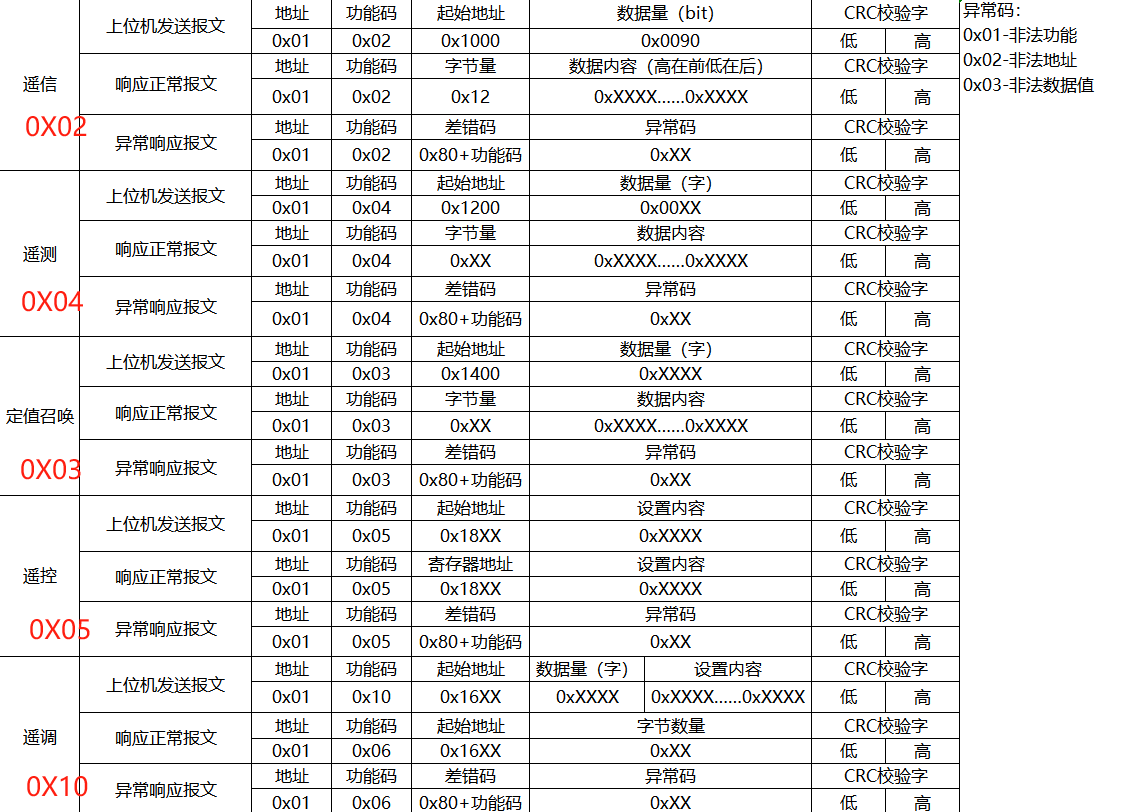 遥信
0X02
上位机发送报文
地址 功能码 起始地址 数据量（bit） CRC校验字
0x01 0x02 0x1000 0x0090 低 高
响应正常报文
地址 功能码 字节量 数据内容（高在前低在后） CRC校验字
0x01 0x02 0x12 0xXXXX......0xXXXX 低 高
异常响应报文
地址 功能码 差错码 异常码 CRC校验字
0x01 0x02 0x80+功能码 0xXX 低 高
异常码：
0x01-非法功能
0x02-非法地址
0x03-非法数据值
遥测
0X04
上位机发送报文
地址 功能码 起始地址 数据量（字） CRC校验字
0x01 0x04 0x1200 0x00XX 低 高
响应正常报文
地址 功能码 字节量 数据内容 CRC校验字
0x01 0x04 0xXX 0xXXXX......0xXXXX 低 高
异常响应报文
地址 功能码 差错码 异常码 CRC校验字
0x01 0x04 0x80+功能码 0xXX 低 高
定值召唤
0X03
上位机发送报文
地址 功能码 起始地址 数据量（字） CRC校验字
0x01 0x03 0x1400 0xXXXX 低 高
响应正常报文
地址 功能码 字节量 数据内容 CRC校验字
0x01 0x03 0xXX 0xXXXX......0xXXXX 低 高
异常响应报文
地址 功能码 差错码 异常码 CRC校验字
0x01 0x03 0x80+功能码 0xXX 低 高
遥控
0X05
上位机发送报文
地址 功能码 起始地址 设置内容 CRC校验字
0x01 0x05 0x18XX 0xXXXX 低 高
响应正常报文
地址 功能码 寄存器地址 设置内容 CRC校验字
0x01 0x05 0x18XX 0xXXXX 低 高
异常响应报文
地址 功能码 差错码 异常码 CRC校验字
0x01 0x05 0x80+功能码 0xXX 低 高
遥调
0X10
上位机发送报文
地址 功能码 起始地址 数据量（字） 设置内容 CRC校验字
0x01 0x10 0x16XX 0xXXXX 0xXXXX......0xXXXX 低 高
响应正常报文
地址 功能码 起始地址 字节数量 CRC校验字
0x01 0x06 0x16XX 0xXX 低 高
异常响应报文
地址 功能码 差错码 异常码 CRC校验字
0x01 0x06 0x80+功能码 0xXX 低 高